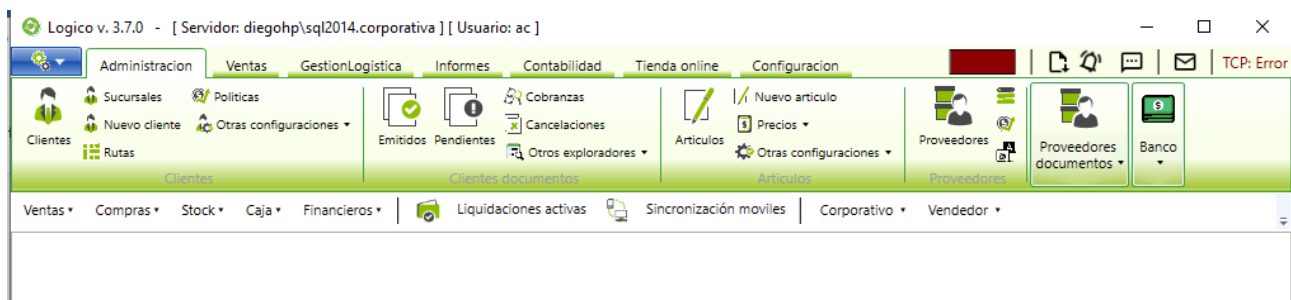 Logico v. 3.7.0 - [ Servidor: diegohp\sql2014.corporativa ] [ Usuario: ac ]
Administracion Ventas GestionLogistica Informes Contabilidad Tienda online Configuracion TCP: Error
Sucursales Politicas Cobranzas Nuevo articulo
Nuevo cliente Otras configuraciones Cancelaciones Precios
Clientes Emitidos Pendientes Articulos Proveedores Proveedores documentos Banco
Rutas Otros exploradores Otras configuraciones
Clientes Clientes documentos Articulos Proveedores
Ventas Compras Stock Caja Financieros Liquidaciones activas Sincronización moviles Corporativo Vendedor